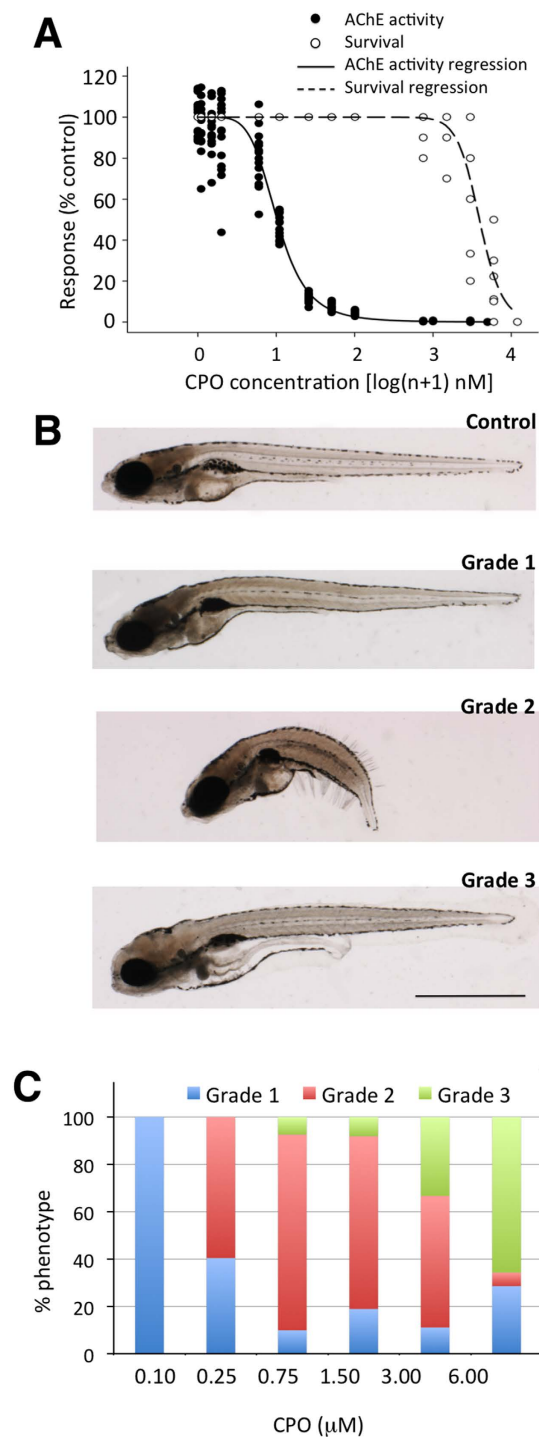 A
AChE activity
Survival
AChE activity regression
Survival regression
120
100
80
60
40
20
0
Response (% control)
0 1 2 3 4
CPO concentration [log(n+1) nM]
B
Control
Grade 1
Grade 2
Grade 3
C
Grade 1 Grade 2 Grade 3
100
80
60
40
20
0
% phenotype
0.10 0.25 0.75 1.50 3.00 6.00
CPO (μM)